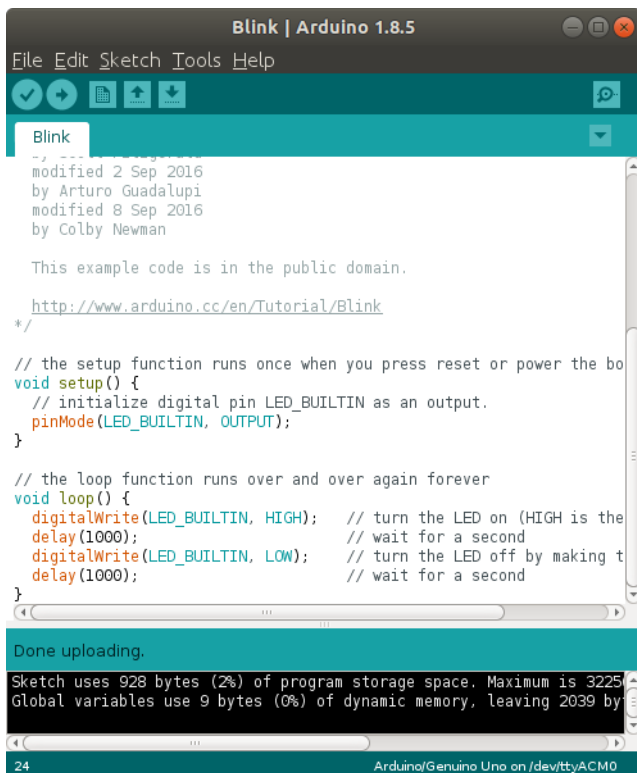 Blink | Arduino 1.8.5
File Edit Sketch Tools Help
Blink
modified 2 Sep 2016
by Arturo Guadalupi
modified 8 Sep 2016
by Colby Newman
This example code is in the public domain.
http://www.arduino.cc/en/Tutorial/Blink
*/
// the setup function runs once when you press reset or power the bo
void setup() {
// initialize digital pin LED_BUILTIN as an output.
pinMode(LED_BUILTIN, OUTPUT);
}
// the loop function runs over and over again forever
void loop() {
digitalWrite(LED_BUILTIN, HIGH);   // turn the LED on (HIGH is the
delay(1000);                       // wait for a second
digitalWrite(LED_BUILTIN, LOW);    // turn the LED off by making t
delay(1000);                       // wait for a second
}
Done uploading.
Sketch uses 928 bytes (2%) of program storage space. Maximum is 3225
Global variables use 9 bytes (0%) of dynamic memory, leaving 2039 by
24 Arduino/Genuino Uno on /dev/ttyACM0